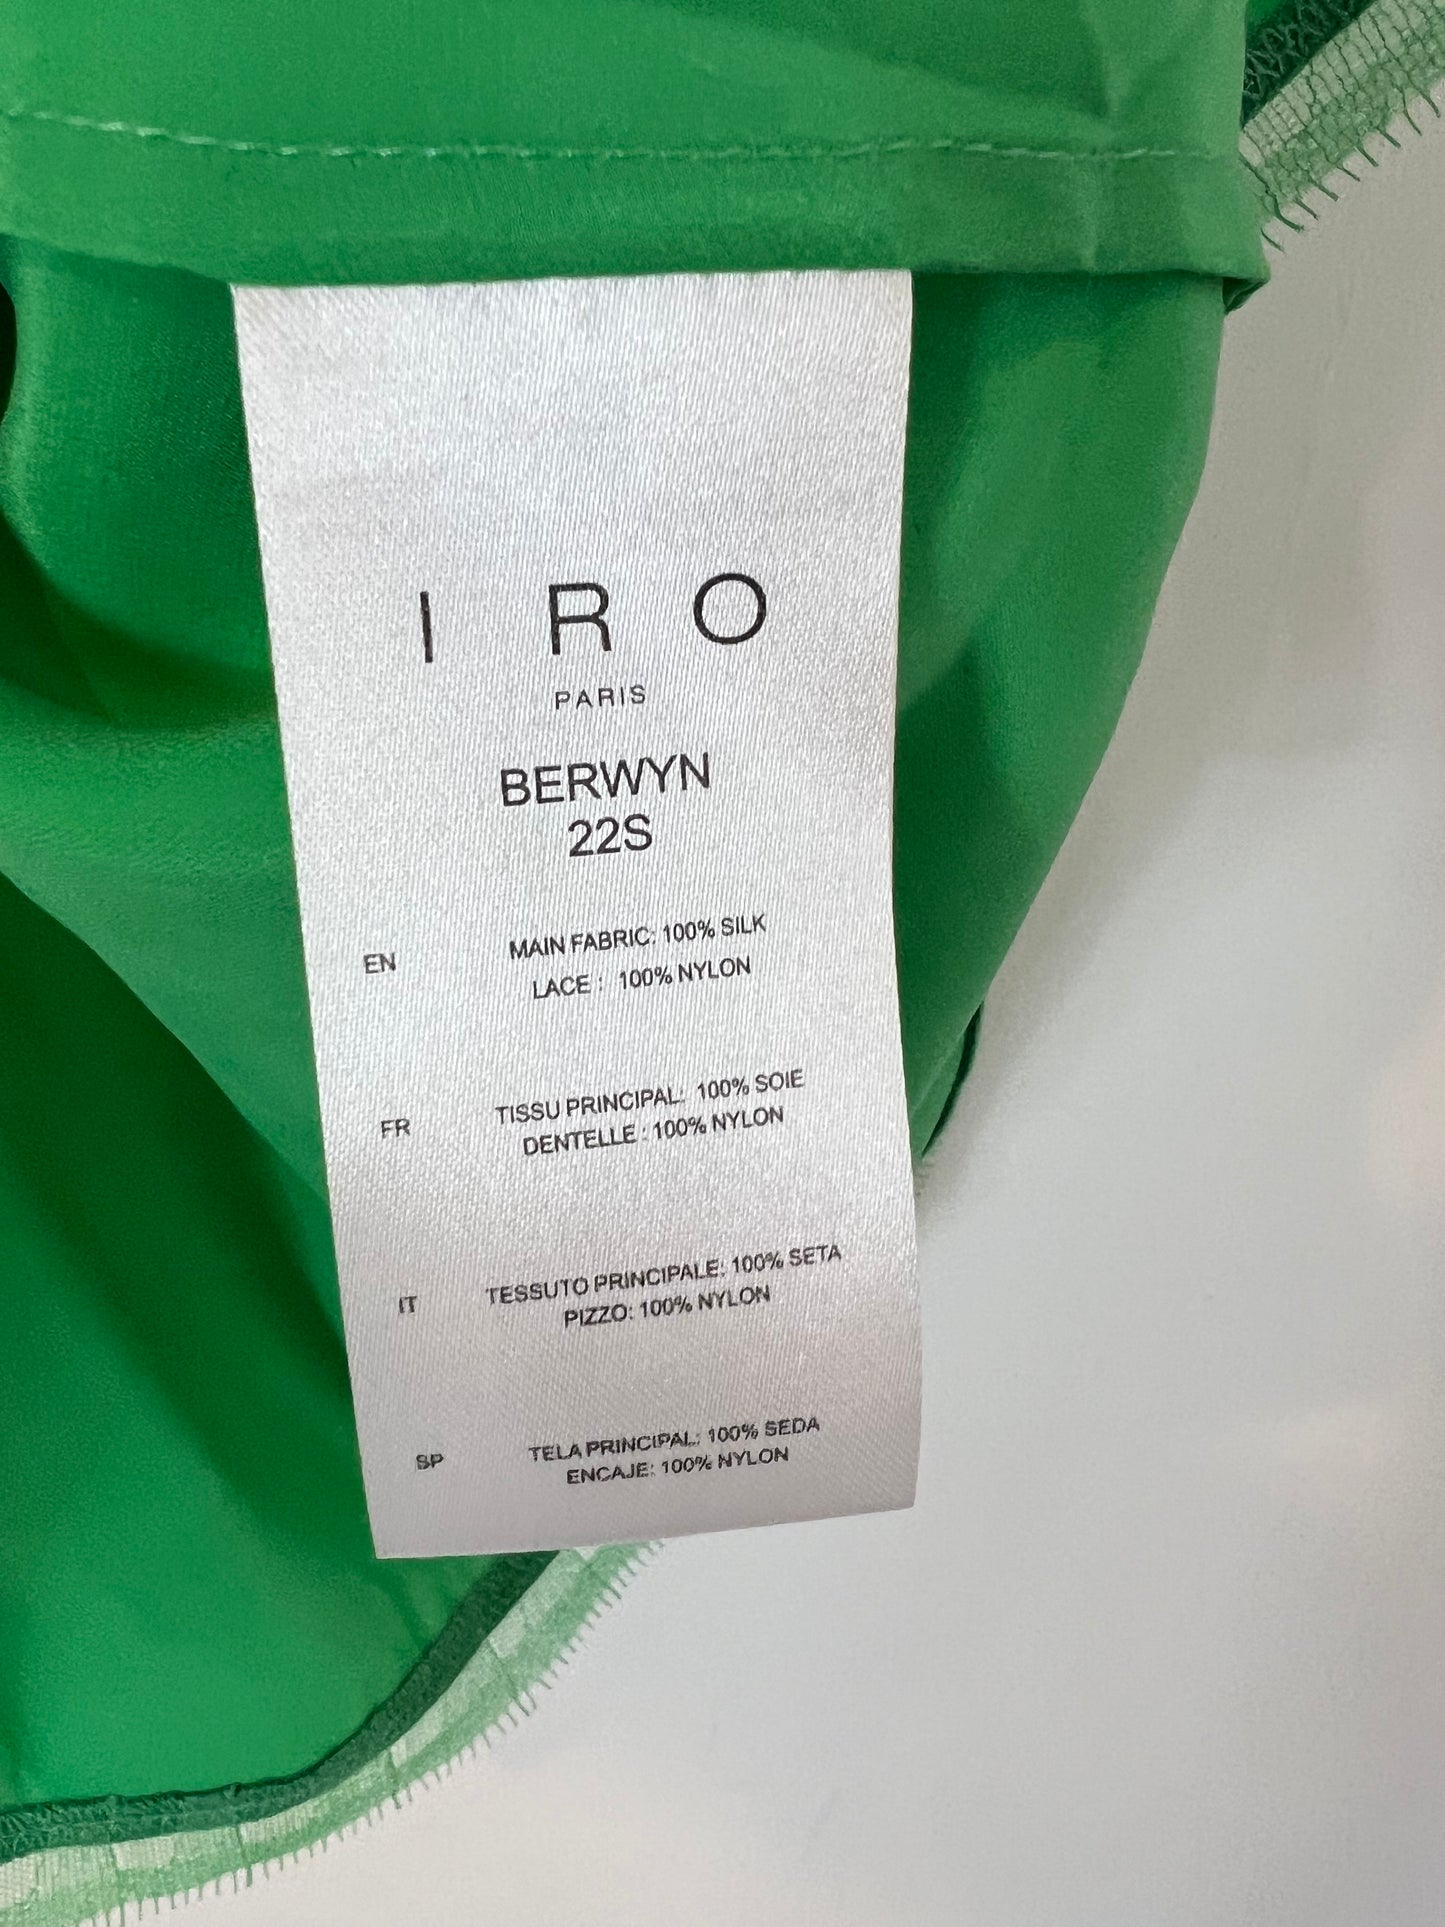 IRO
PARIS
BERWYN
22S
EN
MAIN FABRIC: 100% SILK
LACE : 100% NYLON
FR
TISSU PRINCIPAL: 100% SOIE
DENTELLE : 100% NYLON
IT
TESSUTO PRINCIPALE: 100% SETA
PIZZO: 100% NYLON
SP
TELA PRINCIPAL: 100% SEDA
ENCAJE: 100% NYLON